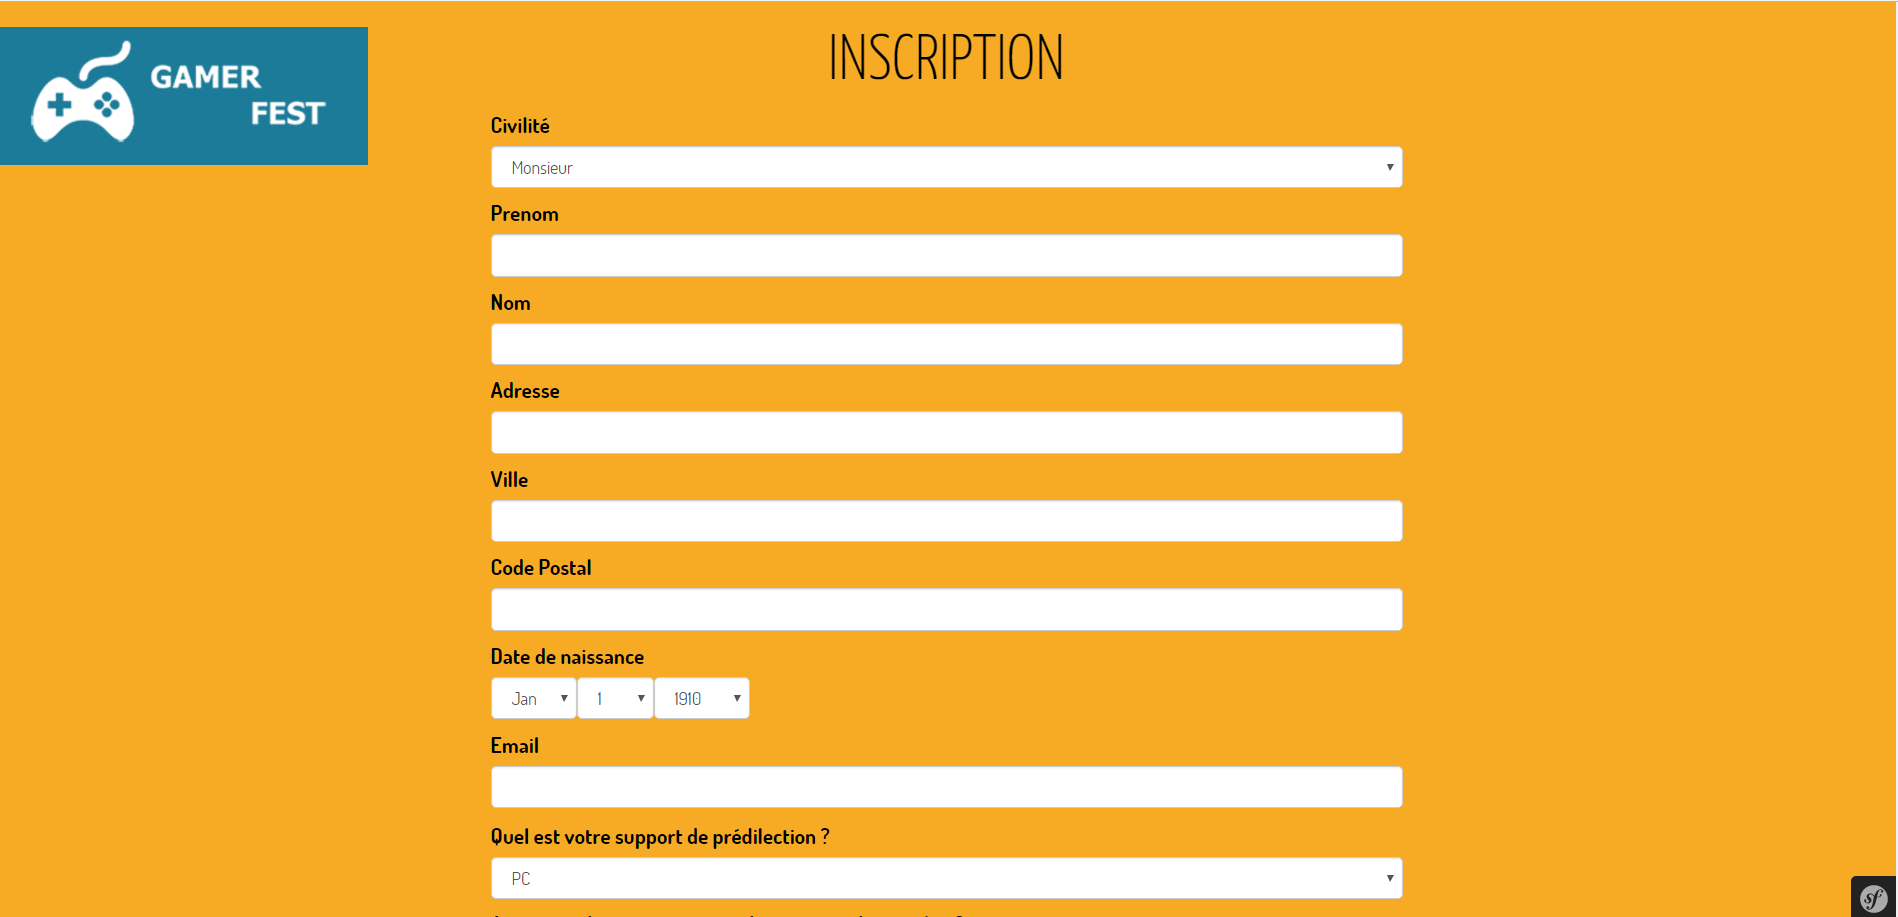 INSCRIPTION
GAMER
FEST
Civilité
Monsieur
Prenom
Nom
Adresse
Ville
Code Postal
Date de naissance
Jan 1 1910
Email
Quel est votre support de prédilection ?
PC
sf